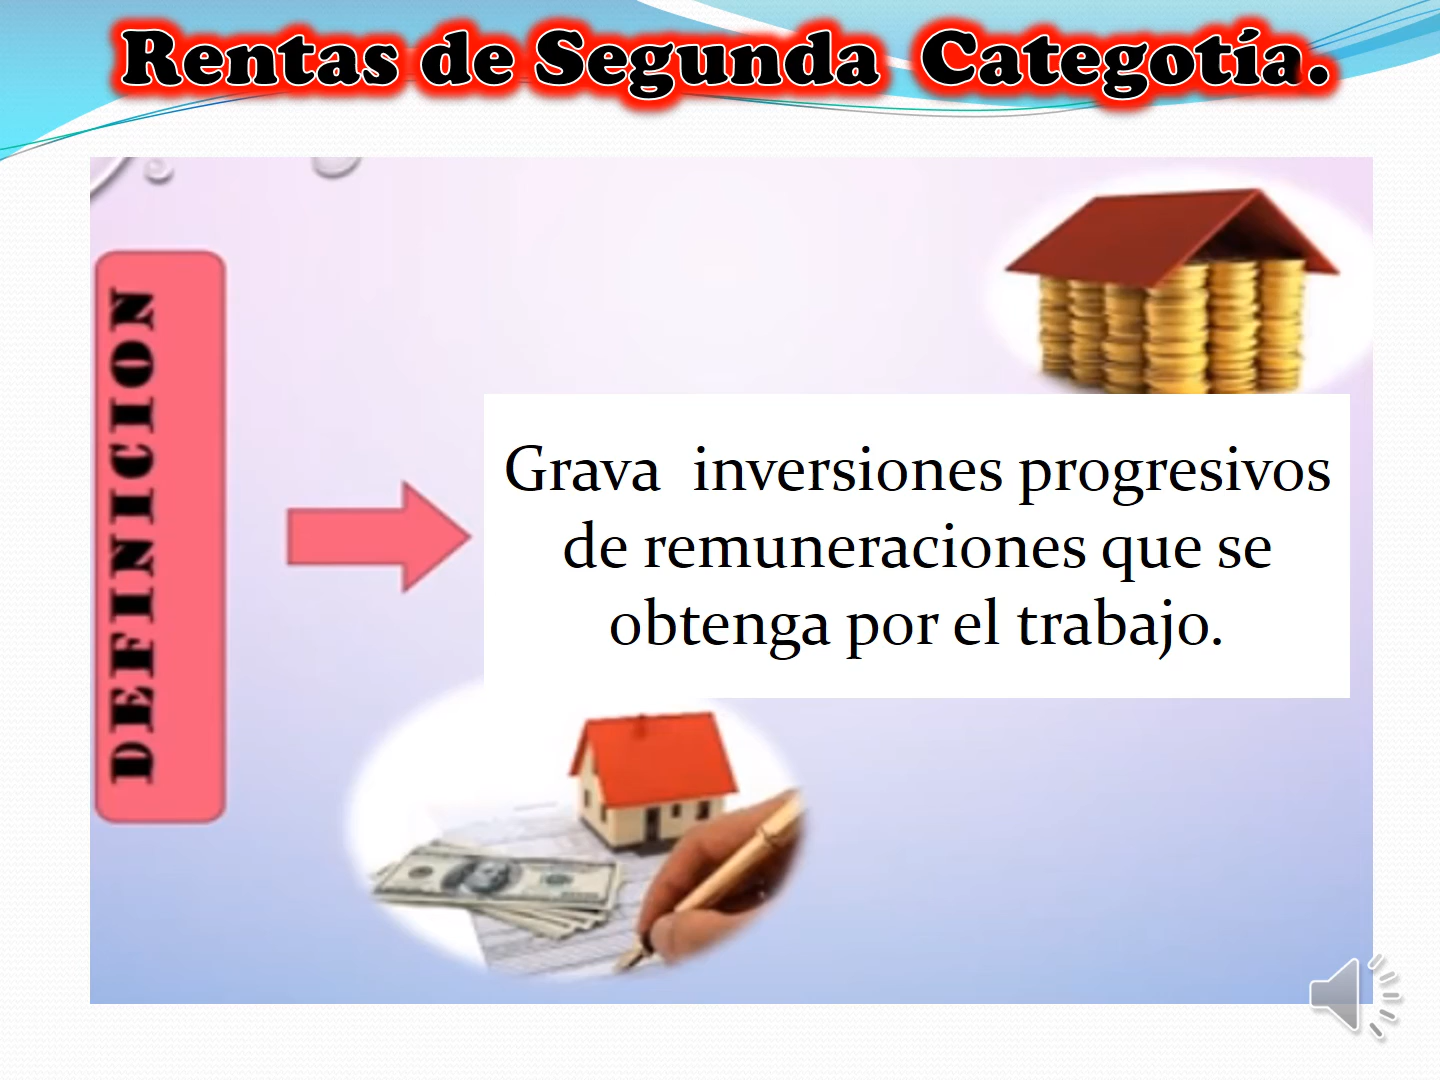 Rentas de Segunda Categotía.
DEFINICION
Grava inversiones progresivos
de remuneraciones que se
obtenga por el trabajo.